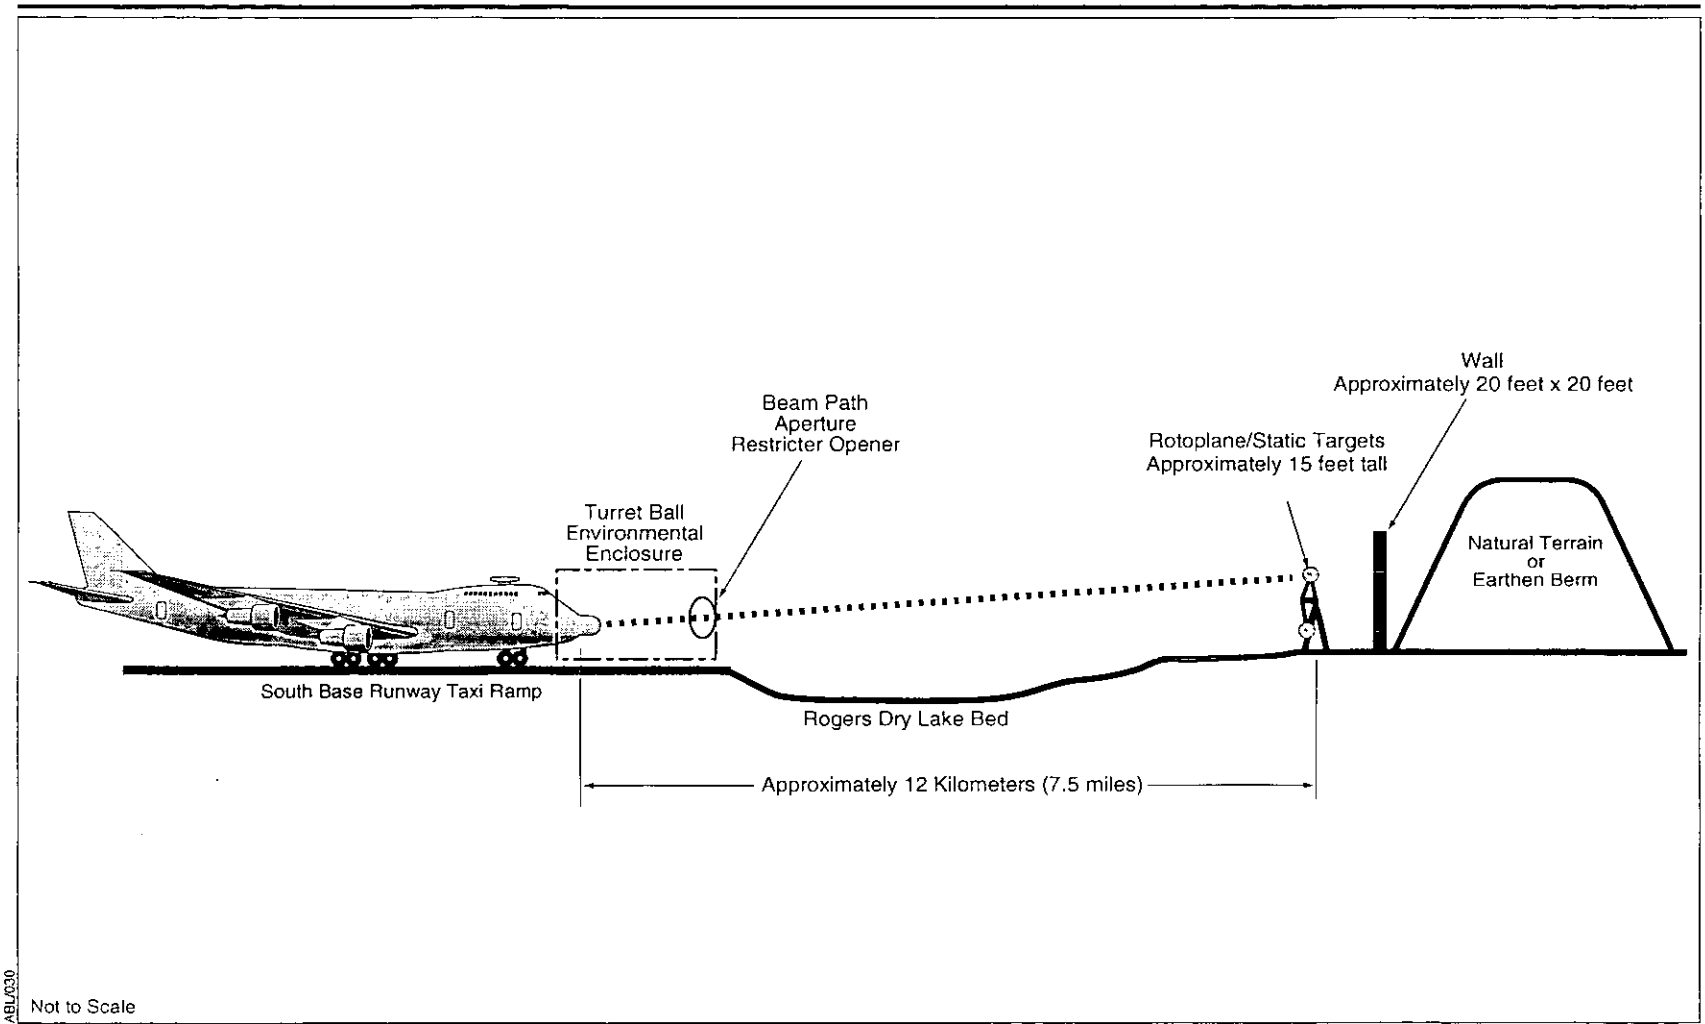 Wall
Approximately 20 feet x 20 feet
Beam Path
Aperture
Restricter Opener
Rotoplane/Static Targets
Approximately 15 feet tall
Turret Ball
Environmental
Enclosure
Natural Terrain
or
Earthen Berm
South Base Runway Taxi Ramp
Rogers Dry Lake Bed
Approximately 12 Kilometers (7.5 miles)
ABL/030
Not to Scale